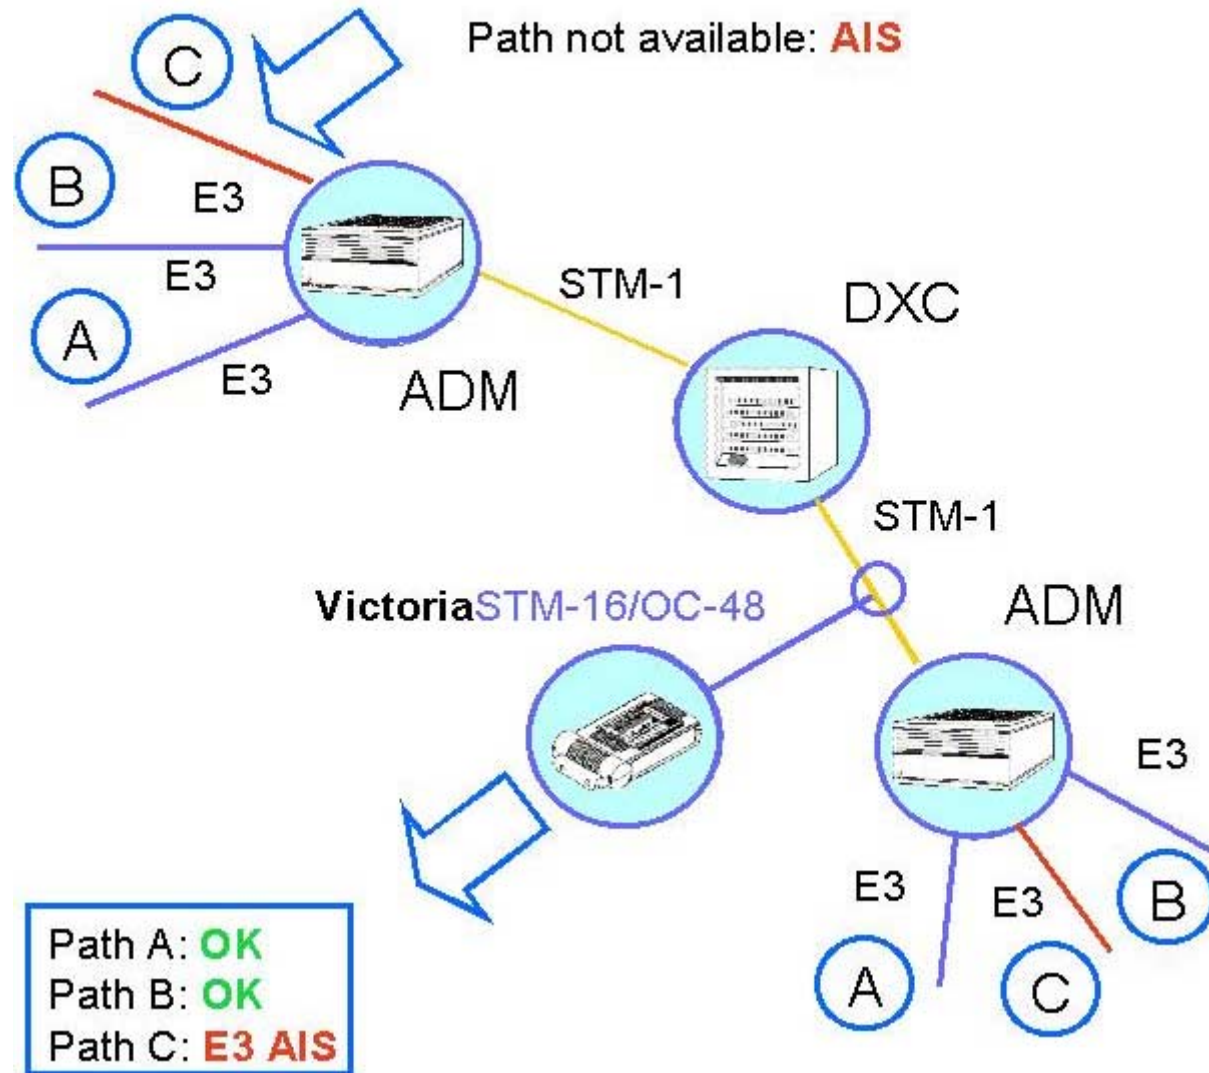 Path not available: AIS
C
B
E3
E3
A
E3
ADM
STM-1
DXC
STM-1
VictoriaSTM-16/OC-48
ADM
E3
E3
E3
B
A
C
Path A: OK
Path B: OK
Path C: E3 AIS